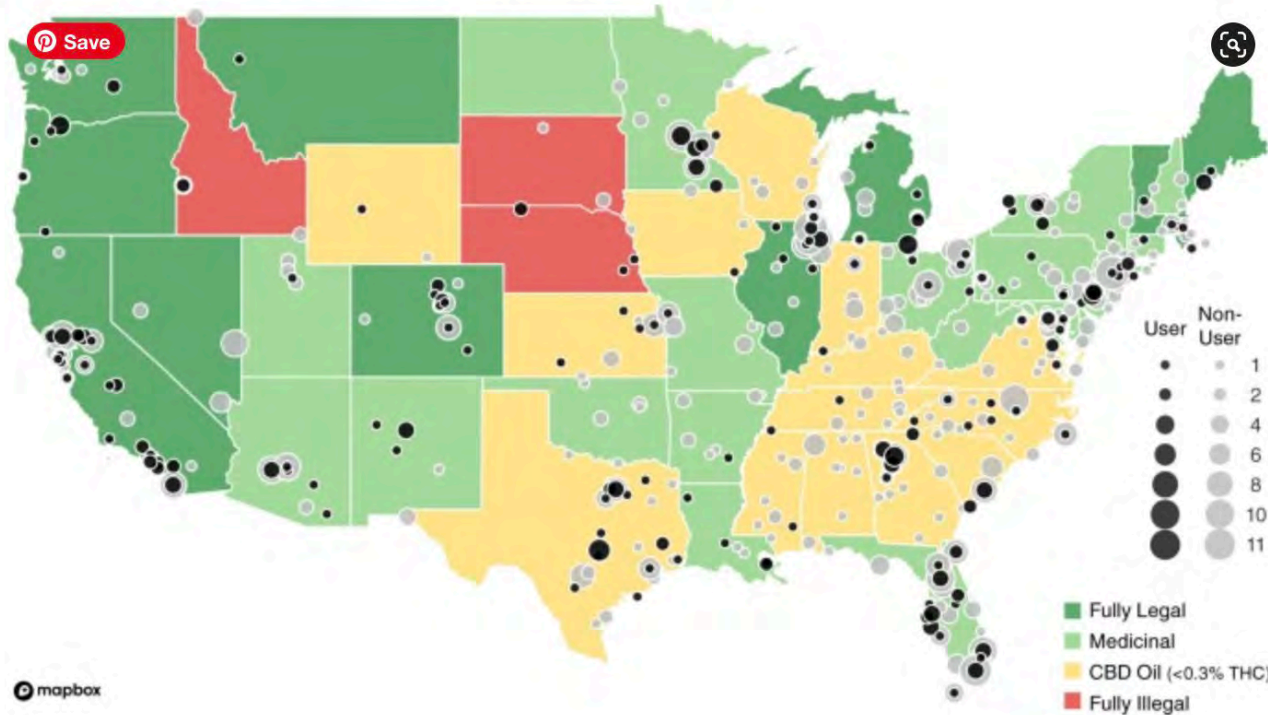 Save
User
Non-
User
1
2
4
6
8
10
11
Fully Legal
Medicinal
CBD Oil (<0.3% THC)
Fully Illegal
mapbox